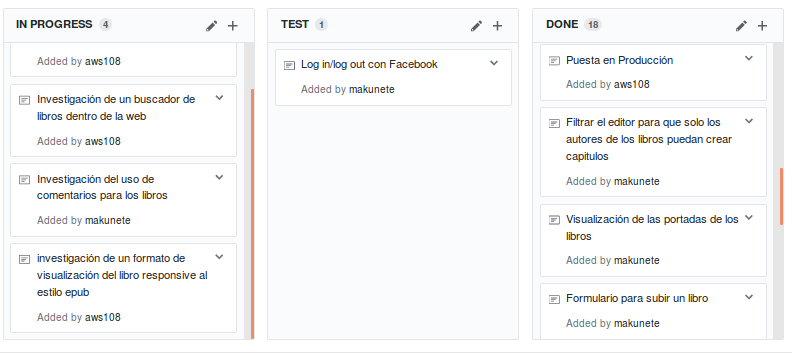 IN PROGRESS 4
Added by aws108
Investigación de un buscador de
libros dentro de la web
Added by aws108
Investigación del uso de
comentarios para los libros
Added by makunete
investigación de un formato de
visualización del libro responsive al
estilo epub
Added by aws108
TEST 1
Log in/log out con Facebook
Added by makunete
DONE 18
Puesta en Producción
Added by aws108
Filtrar el editor para que solo los
autores de los libros puedan crear
capitulos
Added by makunete
Visualización de las portadas de los
libros
Added by makunete
Formulario para subir un libro
Added by makunete